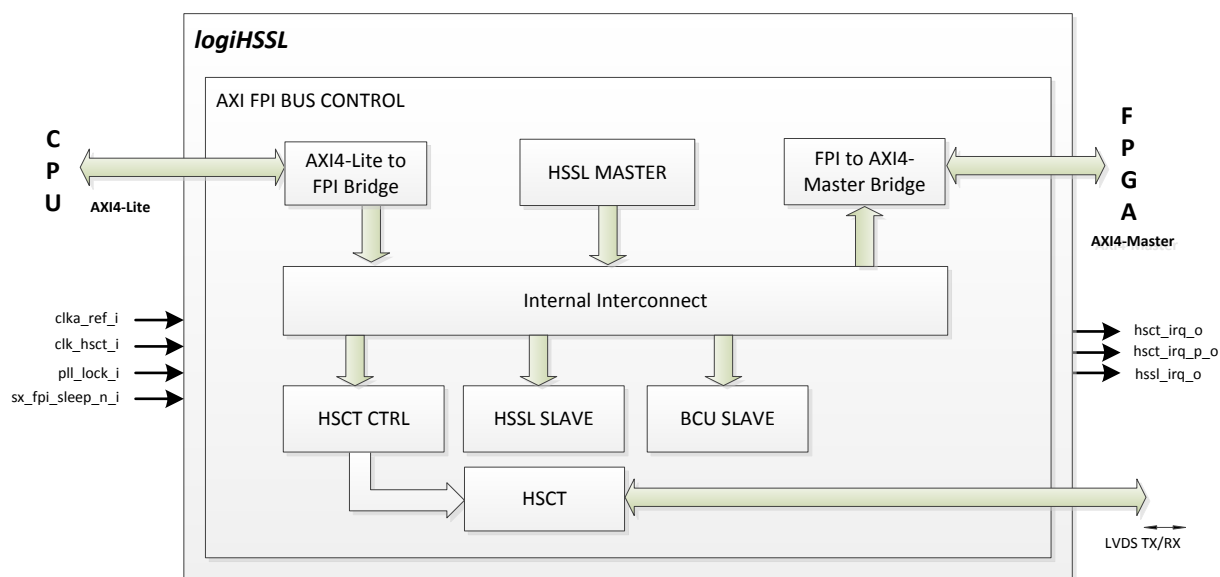 logiHSSL
AXI FPI BUS CONTROL
C
P
U
AXI4-Lite
AXI4-Lite to
FPI Bridge
HSSL MASTER
FPI to AXI4-
Master Bridge
F
P
G
A
AXI4-Master
Internal Interconnect
clka_ref_i
clk_hsct_i
pll_lock_i
sx_fpi_sleep_n_i
hsct_irq_o
hsct_irq_p_o
hssl_irq_o
HSCT CTRL
HSSL SLAVE
BCU SLAVE
HSCT
LVDS TX/RX